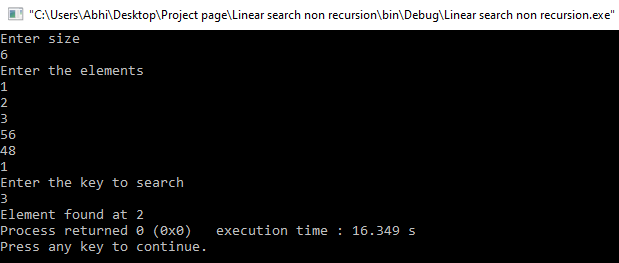 "C:\Users\Abhi\Desktop\Project page\Linear search non recursion\bin\Debug\Linear search non recursion.exe"
Enter size
6
Enter the elements
1
2
3
56
48
1
Enter the key to search
3
Element found at 2
Process returned 0 (0x0)   execution time : 16.349 s
Press any key to continue.